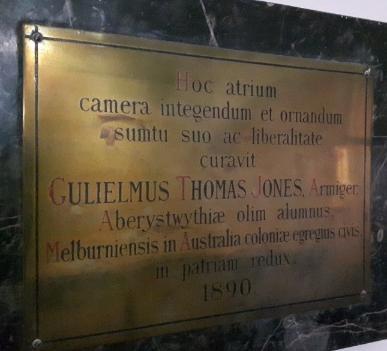 Hoc atrium
camera integendum et ornandum
sumtu suo ac liberalitate
curavit
GULIELMUS THOMAS JONES, Armiger,
Aberystwythiæ olim alumnus,
Melburniensis in Australia coloniæ egregius civis,
in patriam redux.
1890.